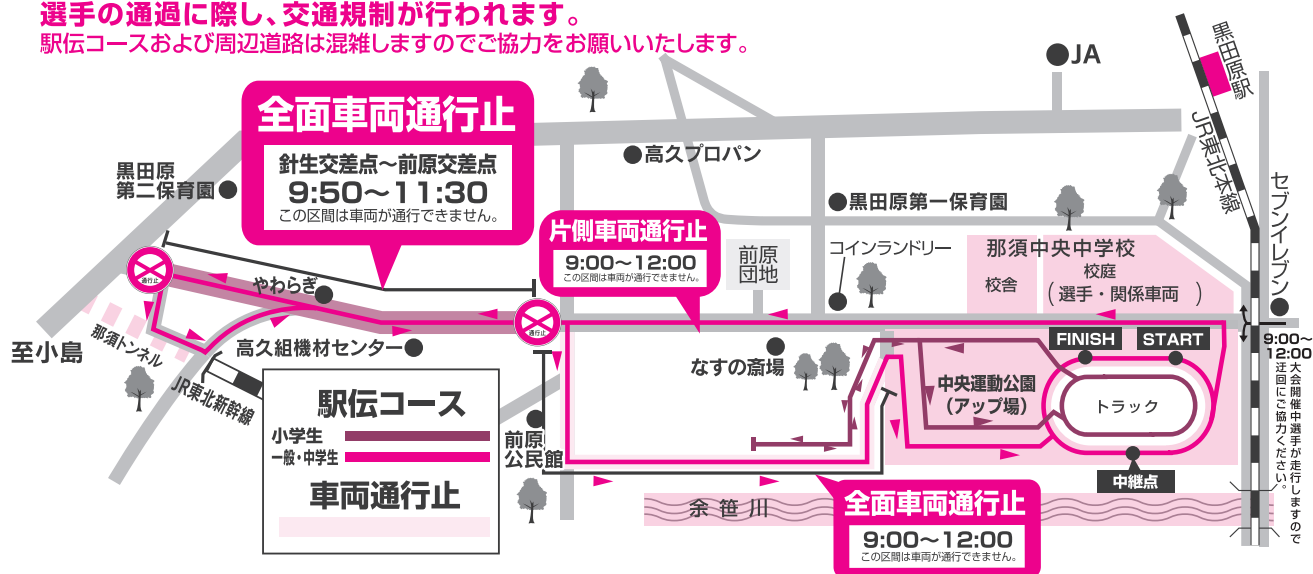 選手の通過に際し、交通規制が行われます。
駅伝コースおよび周辺道路は混雑しますのでご協力をお願いいたします。
JA
黒田原駅
JR東北本線
全面車両通行止
針生交差点～前原交差点
9:50～11:30
この区間は車両が通行できません。
高久プロパン
黒田原
第二保育園
黒田原第一保育園
セブンイレブン
片側車両通行止
9:00～12:00
この区間は車両が通行できません。
前原
団地
コインランドリー
那須中央中学校
校舎
校庭
(選手・関係車両)
通行止
やわらぎ
通行止
那須トンネル
至小島
高久組機材センター
なすの斎場
FINISH
START
9:00～
12:00
大会開催中選手が走行しますので
迂回にご協力ください。
JR東北新幹線
中央運動公園
(アップ場)
トラック
駅伝コース
小学生
一般・中学生
車両通行止
前原
公民館
中継点
余笹川
全面車両通行止
9:00～12:00
この区間は車両が通行できません。